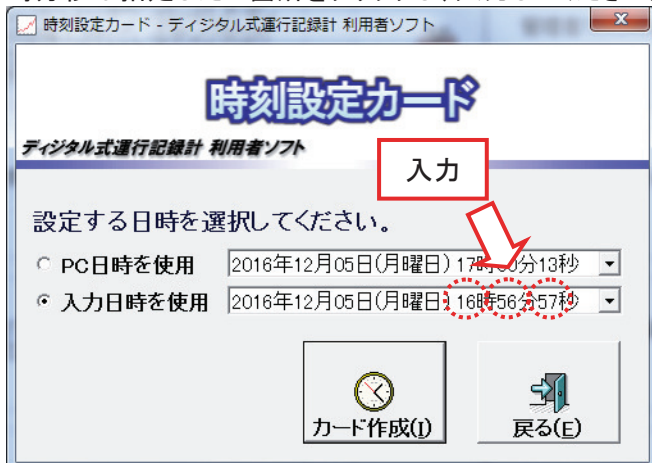 時刻設定カード - ディジタル式運行記録計 利用者ソフト
時刻設定カード
ディジタル式運行記録計 利用者ソフト
入力
設定する日時を選択してください。
PC日時を使用 2016年12月05日(月曜日) 17時 分13秒
入力日時を使用 2016年12月05日(月曜日) 16時56分57秒
カード作成(I)
戻る(E)